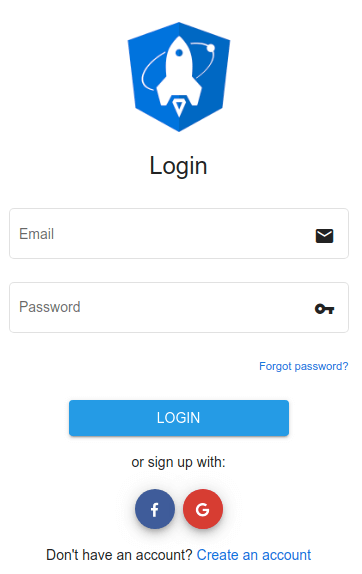 Login
Email
Password
Forgot password?
LOGIN
or sign up with:
f G
Don't have an account? Create an account